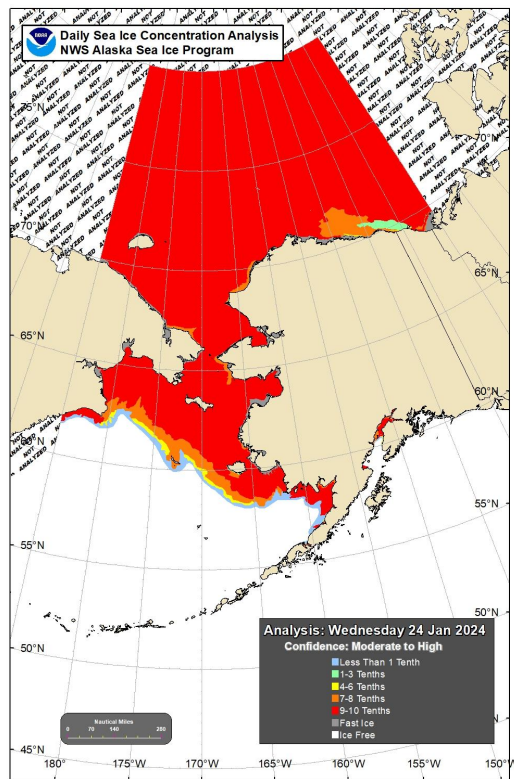 NOAA
Daily Sea Ice Concentration Analysis
NWS Alaska Sea Ice Program
NOT ANALYZED
75°N
70°N
70°N
65°N
65°N
60°N
60°N
55°N
55°N
50°N
50°N
45°N
Analysis: Wednesday 24 Jan 2024
Confidence: Moderate to High
Less Than 1 Tenth
1-3 Tenths
4-6 Tenths
7-8 Tenths
9-10 Tenths
Fast Ice
Ice Free
Nautical Miles
0 70 140 280
180° 175°W 170°W 165°W 160°W 155°W 150°W